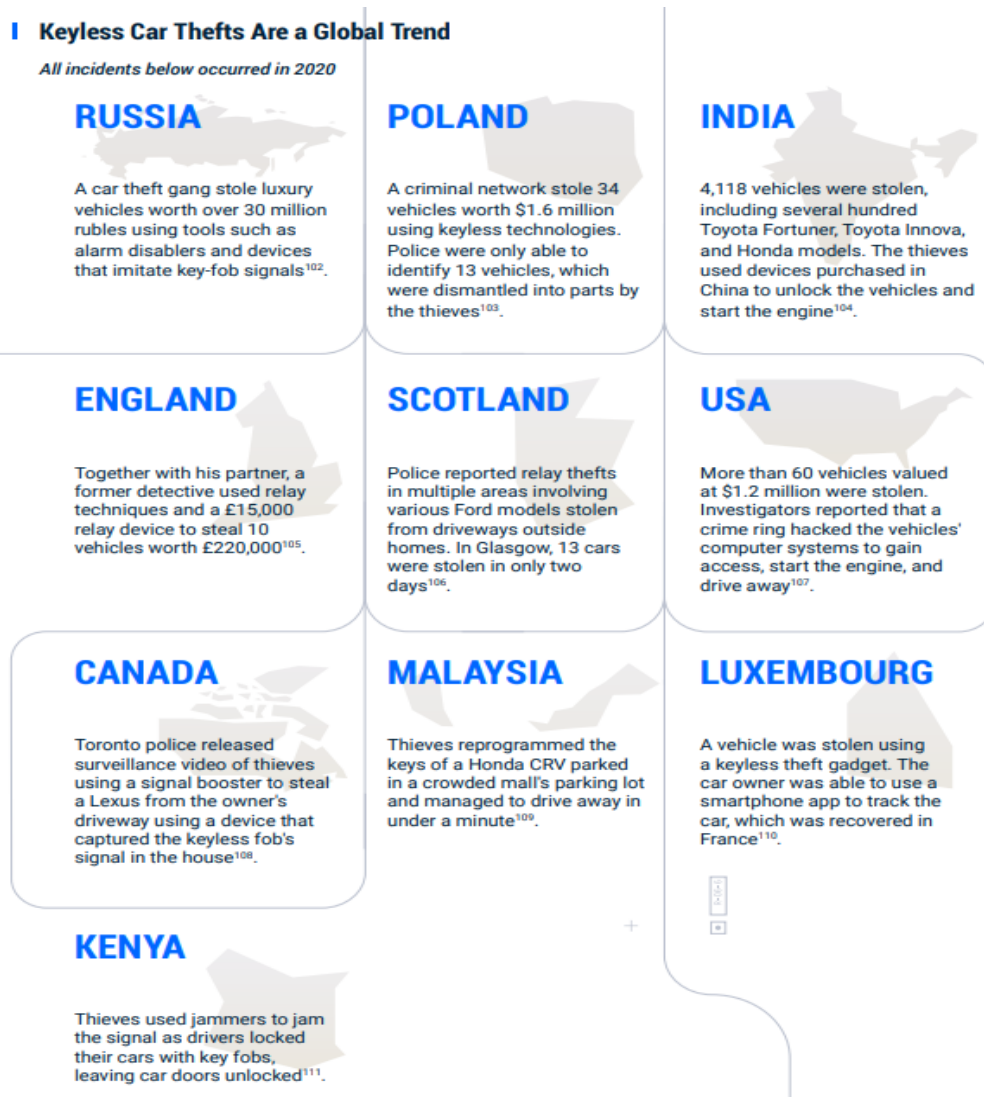 Keyless Car Thefts Are a Global Trend
All incidents below occurred in 2020
RUSSIA
A car theft gang stole luxury
vehicles worth over 30 million
rubles using tools such as
alarm disablers and devices
that imitate key-fob signals¹⁰².
POLAND
A criminal network stole 34
vehicles worth $1.6 million
using keyless technologies.
Police were only able to
identify 13 vehicles, which
were dismantled into parts by
the thieves¹⁰³.
INDIA
4,118 vehicles were stolen,
including several hundred
Toyota Fortuner, Toyota Innova,
and Honda models. The thieves
used devices purchased in
China to unlock the vehicles and
start the engine¹⁰⁴.
ENGLAND
Together with his partner, a
former detective used relay
techniques and a £15,000
relay device to steal 10
vehicles worth £220,000¹⁰⁵.
SCOTLAND
Police reported relay thefts
in multiple areas involving
various Ford models stolen
from driveways outside
homes. In Glasgow, 13 cars
were stolen in only two
days¹⁰⁶.
USA
More than 60 vehicles valued
at $1.2 million were stolen.
Investigators reported that a
crime ring hacked the vehicles'
computer systems to gain
access, start the engine, and
drive away¹⁰⁷.
CANADA
Toronto police released
surveillance video of thieves
using a signal booster to steal
a Lexus from the owner's
driveway using a device that
captured the keyless fob's
signal in the house¹⁰⁸.
MALAYSIA
Thieves reprogrammed the
keys of a Honda CRV parked
in a crowded mall's parking lot
and managed to drive away in
under a minute¹⁰⁹.
LUXEMBOURG
A vehicle was stolen using
a keyless theft gadget. The
car owner was able to use a
smartphone app to track the
car, which was recovered in
France¹¹⁰.
KENYA
Thieves used jammers to jam
the signal as drivers locked
their cars with key fobs,
leaving car doors unlocked¹¹¹.